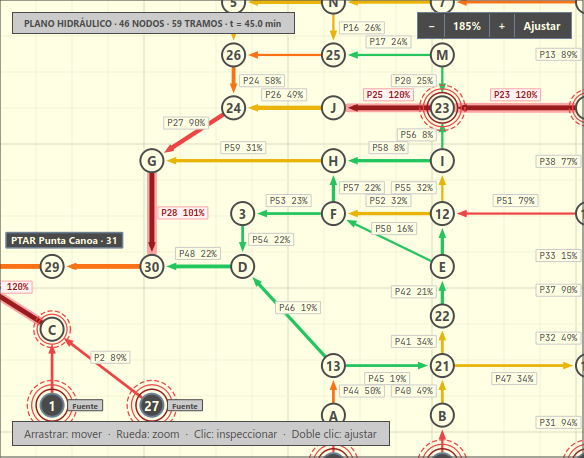 5
N
7
PLANO HIDRÁULICO · 46 NODOS · 59 TRAMOS · t = 45.0 min
− 185% + Ajustar
P16 26%
P17 24%
26
25
M
P13 89%
P24 58%
P20 25%
P26 49%
P25 120%
P23 120%
24
J
23
P27 90%
P56 8%
P59 31%
P58 8%
G
H
I
P38 77%
P57 22%
P55 32%
P53 23%
P52 32%
P51 79%
P28 101%
3
F
12
P50 16%
PTAR Punta Canoa · 31
P54 22%
P48 22%
P33 15%
29
30
D
E
120%
P42 21%
P37 90%
P46 19%
22
C
P41 34%
P32 49%
P2 89%
13
21
P45 19%
P47 34%
P44 50%
P40 49%
1
Fuente
27
Fuente
A
B
P31 94%
Arrastrar: mover · Rueda: zoom · Clic: inspeccionar · Doble clic: ajustar